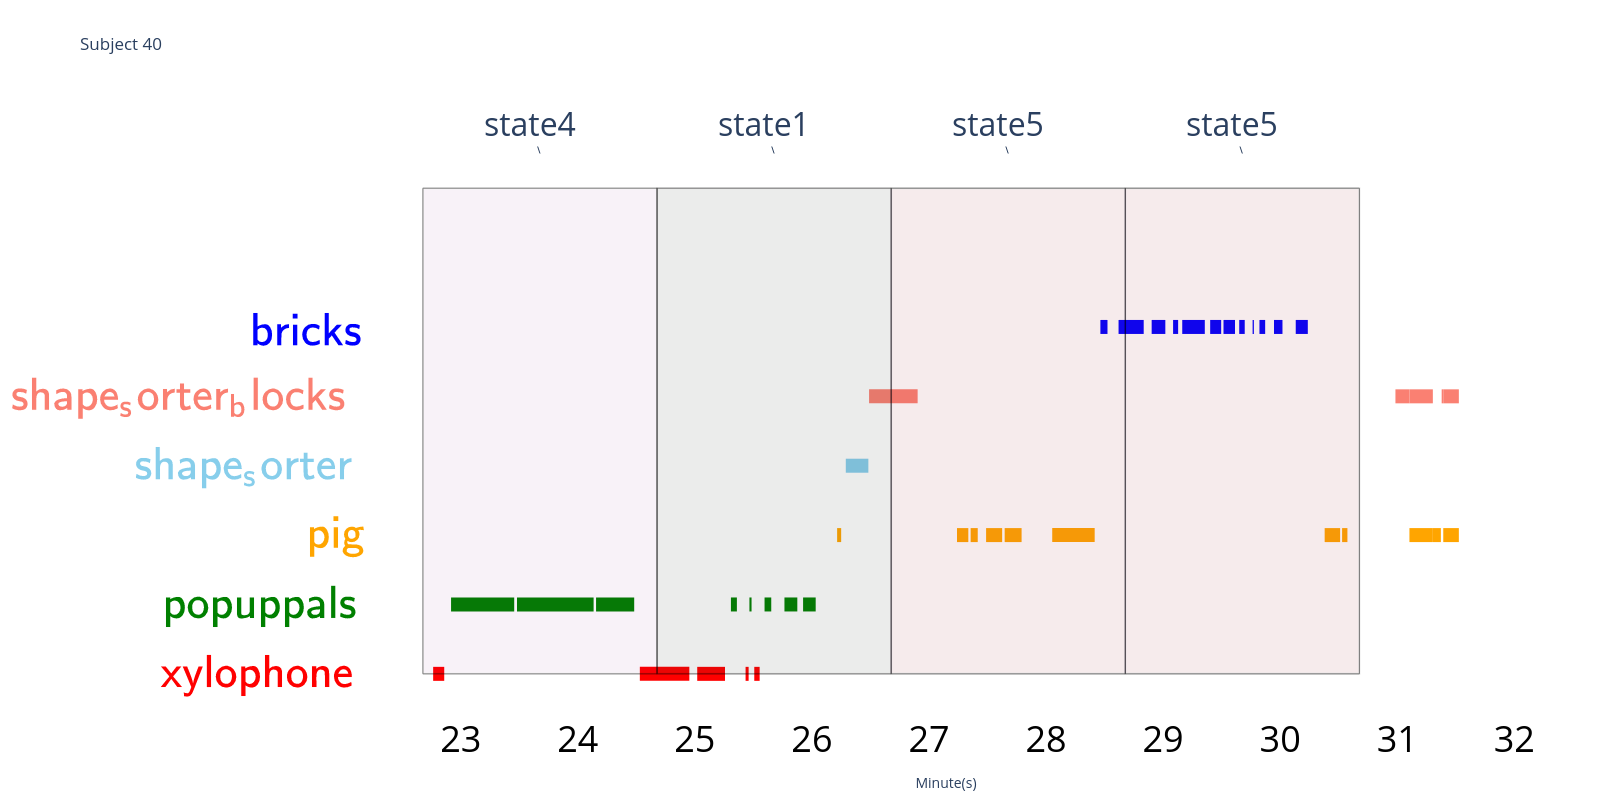 Subject 40
state4 state1 state5 state5
bricks
shapesorterblocks
shapesorter
pig
popuppals
xylophone
23 24 25 26 27 28 29 30 31 32
Minute(s)